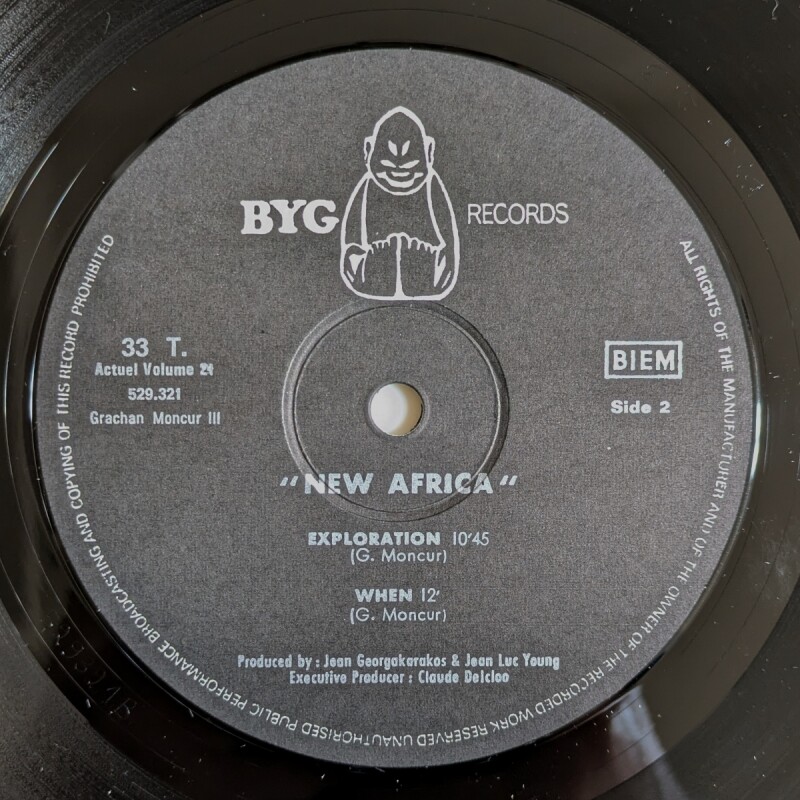 BYG RECORDS
33 T.
Actuel Volume 21
529.321
Grachan Moncur III
BIEM
Side 2
"NEW AFRICA"
EXPLORATION 10'45
(G. Moncur)
WHEN 12'
(G. Moncur)
Produced by : Jean Georgakarakos & Jean Luc Young
Executive Producer : Claude Delcloo
ALL RIGHTS OF THE MANUFACTURER AND OF THE OWNER OF THE RECORDED WORK RESERVED UNAUTHORISED PUBLIC PERFORMANCE BROADCASTING AND COPYING OF THIS RECORD PROHIBITED